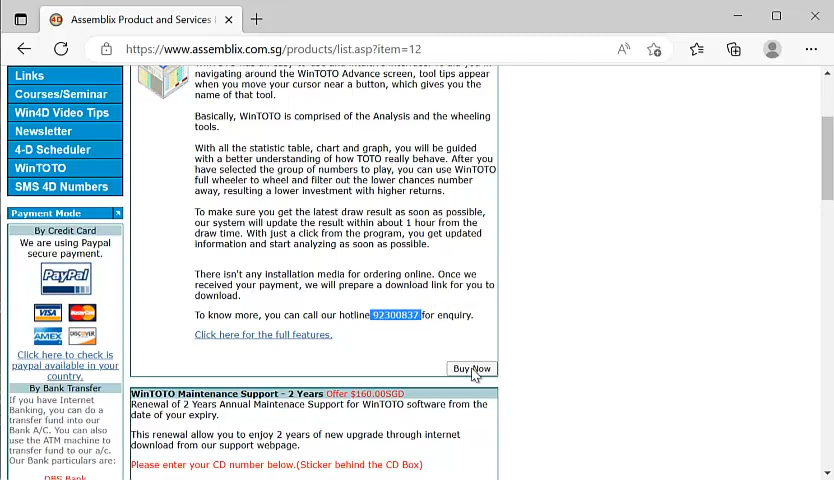 Assemblix Product and Services
https://www.assemblix.com.sg/products/list.asp?item=12
Links
Courses/Seminar
Win4D Video Tips
Newsletter
4-D Scheduler
WinTOTO
SMS 4D Numbers
Payment Mode
By Credit Card
We are using Paypal
secure payment.
PayPal
VISA
MasterCard
AMEX
DISCOVER
Click here to check is
paypal available in your
country.
By Bank Transfer
If you have Internet
Banking, you can do a
transfer fund into our
Bank A/C. You can also
use the ATM machine to
transfer fund to our a/c.
Our Bank particulars are:
DBS Bank
navigating around the WinTOTO Advance screen, tool tips appear
when you move your cursor near a button, which gives you the
name of that tool.
Basically, WinTOTO is comprised of the Analysis and the wheeling
tools.
With all the statistic table, chart and graph, you will be guided
with a better understanding of how TOTO really behave. After you
have selected the group of numbers to play, you can use WinTOTO
full wheeler to wheel and filter out the lower chances number
away, resulting a lower investment with higher returns.
To make sure you get the latest draw result as soon as possible,
our system will update the result within about 1 hour from the
draw time. With just a click from the program, you get updated
information and start analyzing as soon as possible.
There isn't any installation media for ordering online. Once we
received your payment, we will prepare a download link for you to
download.
To know more, you can call our hotline 92300837 for enquiry.
Click here for the full features.
Buy Now
WinTOTO Maintenance Support - 2 Years Offer $160.00SGD
Renewal of 2 Years Annual Maintenace Support for WinTOTO software from the
date of your expiry.
This renewal allow you to enjoy 2 years of new upgrade through internet
download from our support webpage.
Please enter your CD number below.(Sticker behind the CD Box)